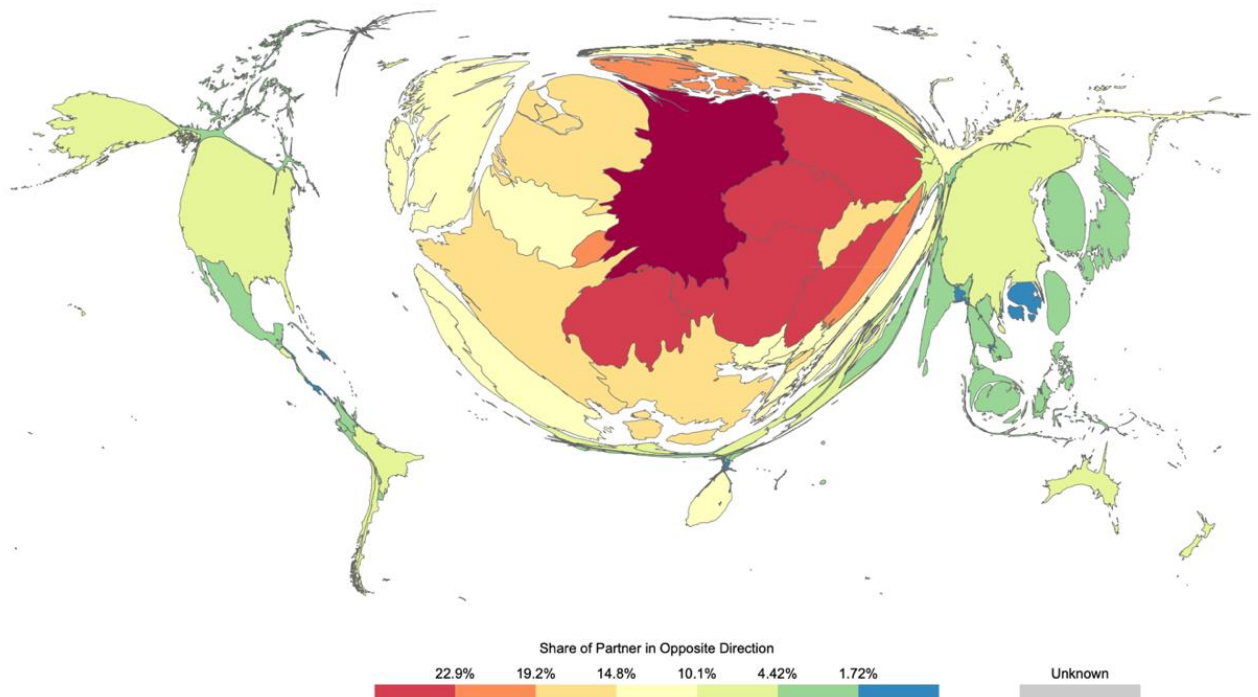 Share of Partner in Opposite Direction
22.9% 19.2% 14.8% 10.1% 4.42% 1.72% Unknown